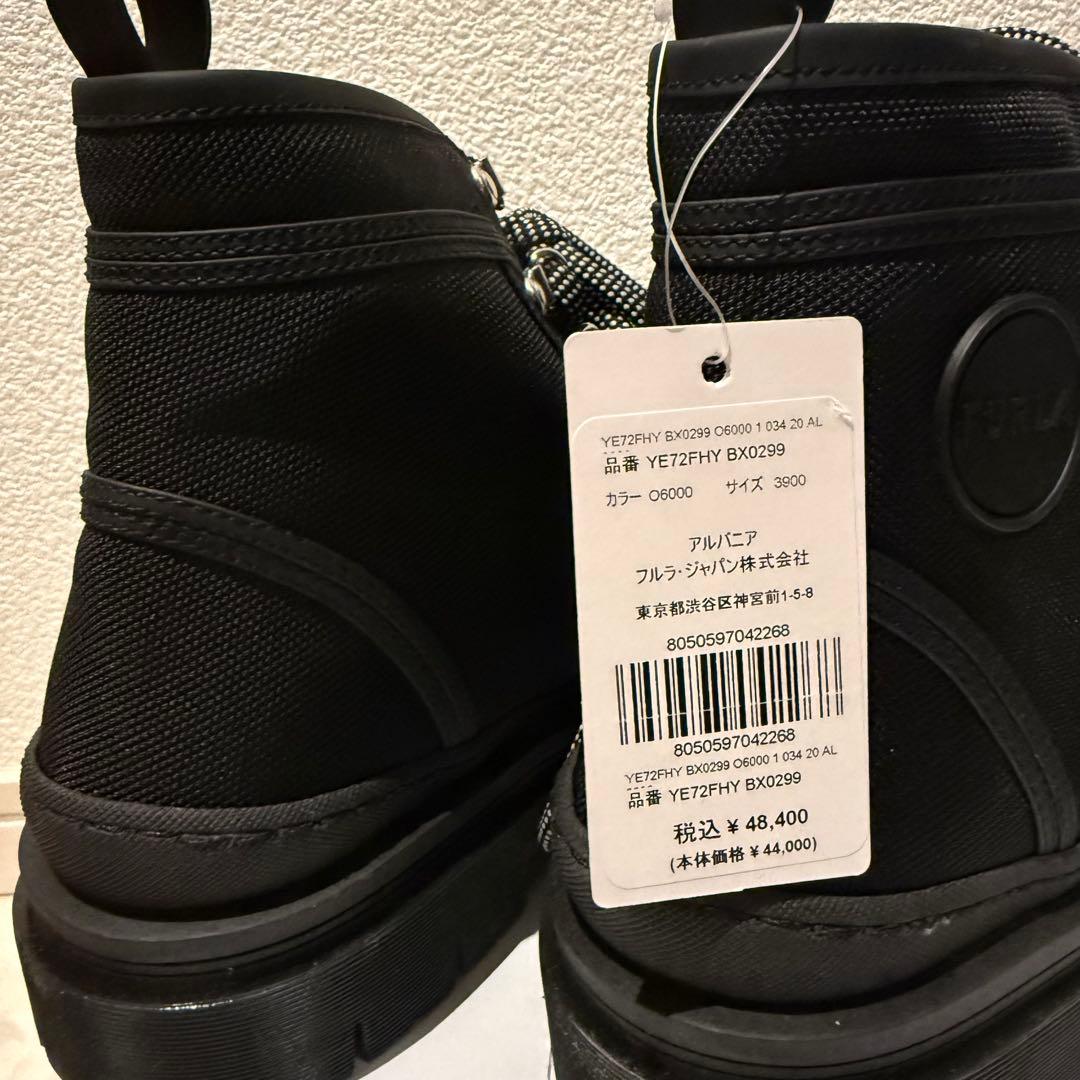 YE72FHY BX0299 O6000 1 034 20 AL
品番 YE72FHY BX0299
カラー O6000 サイズ 3900
アルバニア
フルラ・ジャパン株式会社
東京都渋谷区神宮前1-5-8
8050597042268
8050597042268
YE72FHY BX0299 O6000 1 034 20 AL
品番 YE72FHY BX0299
税込 ¥ 48,400
(本体価格 ¥ 44,000)
FURLA